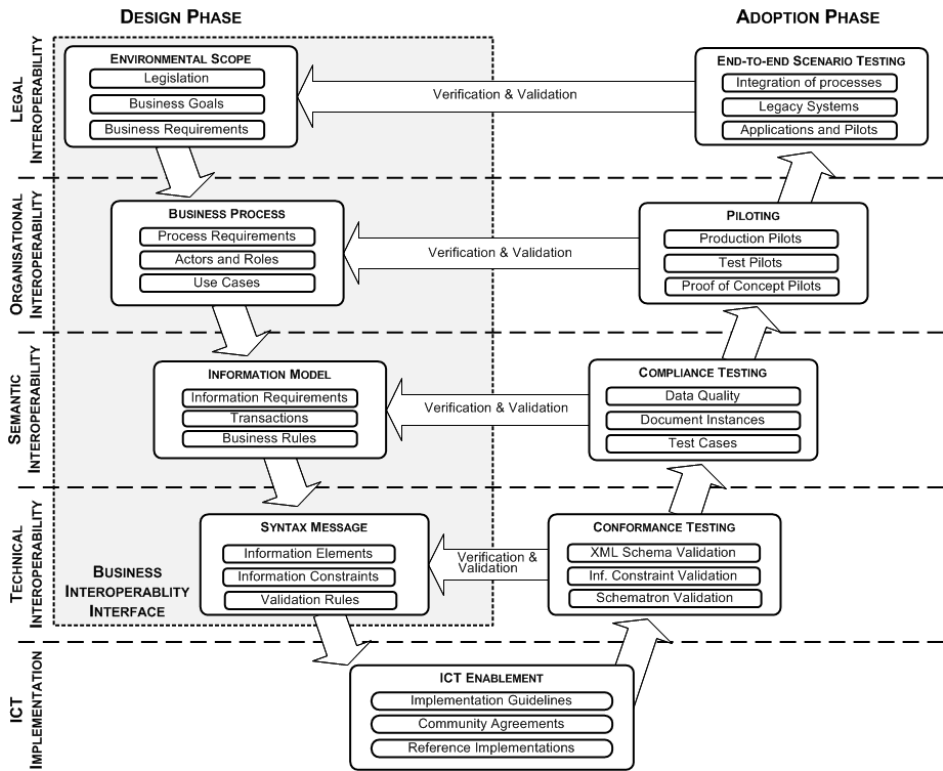 DESIGN PHASE
ADOPTION PHASE
LEGAL
INTEROPERABILITY
ENVIRONMENTAL SCOPE
Legislation
Business Goals
Business Requirements
Verification & Validation
END-TO-END SCENARIO TESTING
Integration of processes
Legacy Systems
Applications and Pilots
ORGANISATIONAL
INTEROPERABILITY
BUSINESS PROCESS
Process Requirements
Actors and Roles
Use Cases
Verification & Validation
PILOTING
Production Pilots
Test Pilots
Proof of Concept Pilots
SEMANTIC
INTEROPERABILITY
INFORMATION MODEL
Information Requirements
Transactions
Business Rules
Verification & Validation
COMPLIANCE TESTING
Data Quality
Document Instances
Test Cases
TECHNICAL
INTEROPERABILITY
SYNTAX MESSAGE
Information Elements
Information Constraints
Validation Rules
Verification &
Validation
CONFORMANCE TESTING
XML Schema Validation
Inf. Constraint Validation
Schematron Validation
BUSINESS
INTEROPERABLITY
INTERFACE
ICT
IMPLEMENTATION
ICT ENABLEMENT
Implementation Guidelines
Community Agreements
Reference Implementations